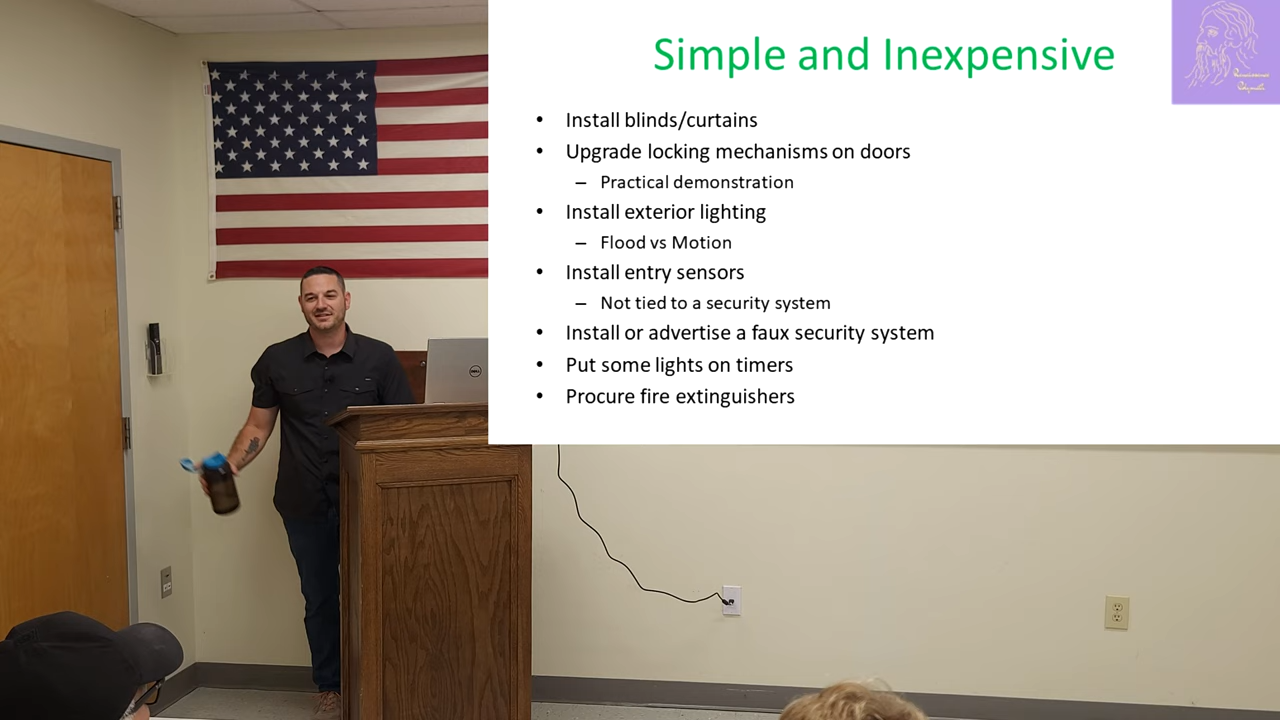 Simple and Inexpensive
• Install blinds/curtains
• Upgrade locking mechanisms on doors
– Practical demonstration
• Install exterior lighting
– Flood vs Motion
• Install entry sensors
– Not tied to a security system
• Install or advertise a faux security system
• Put some lights on timers
• Procure fire extinguishers
DELL